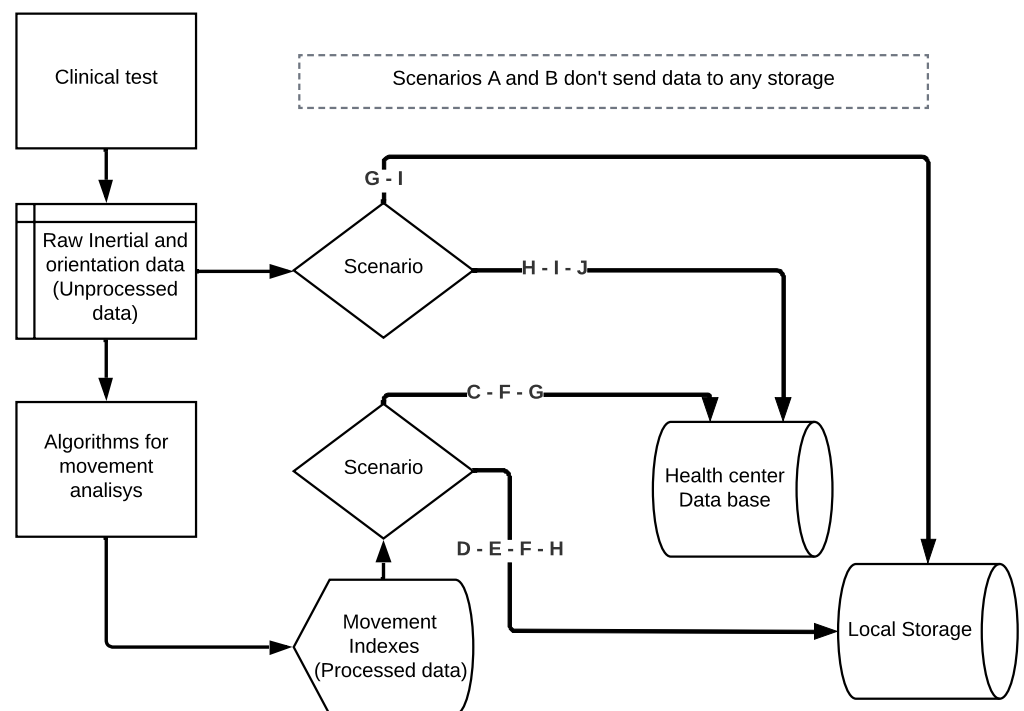 Clinical test
Scenarios A and B don't send data to any storage
G - I
Raw Inertial and
orientation data
(Unprocessed
data)
Scenario
H - I - J
C - F - G
Algorithms for
movement
analisys
Scenario
Health center
Data base
D - E - F - H
Movement
Indexes
(Processed data)
Local Storage